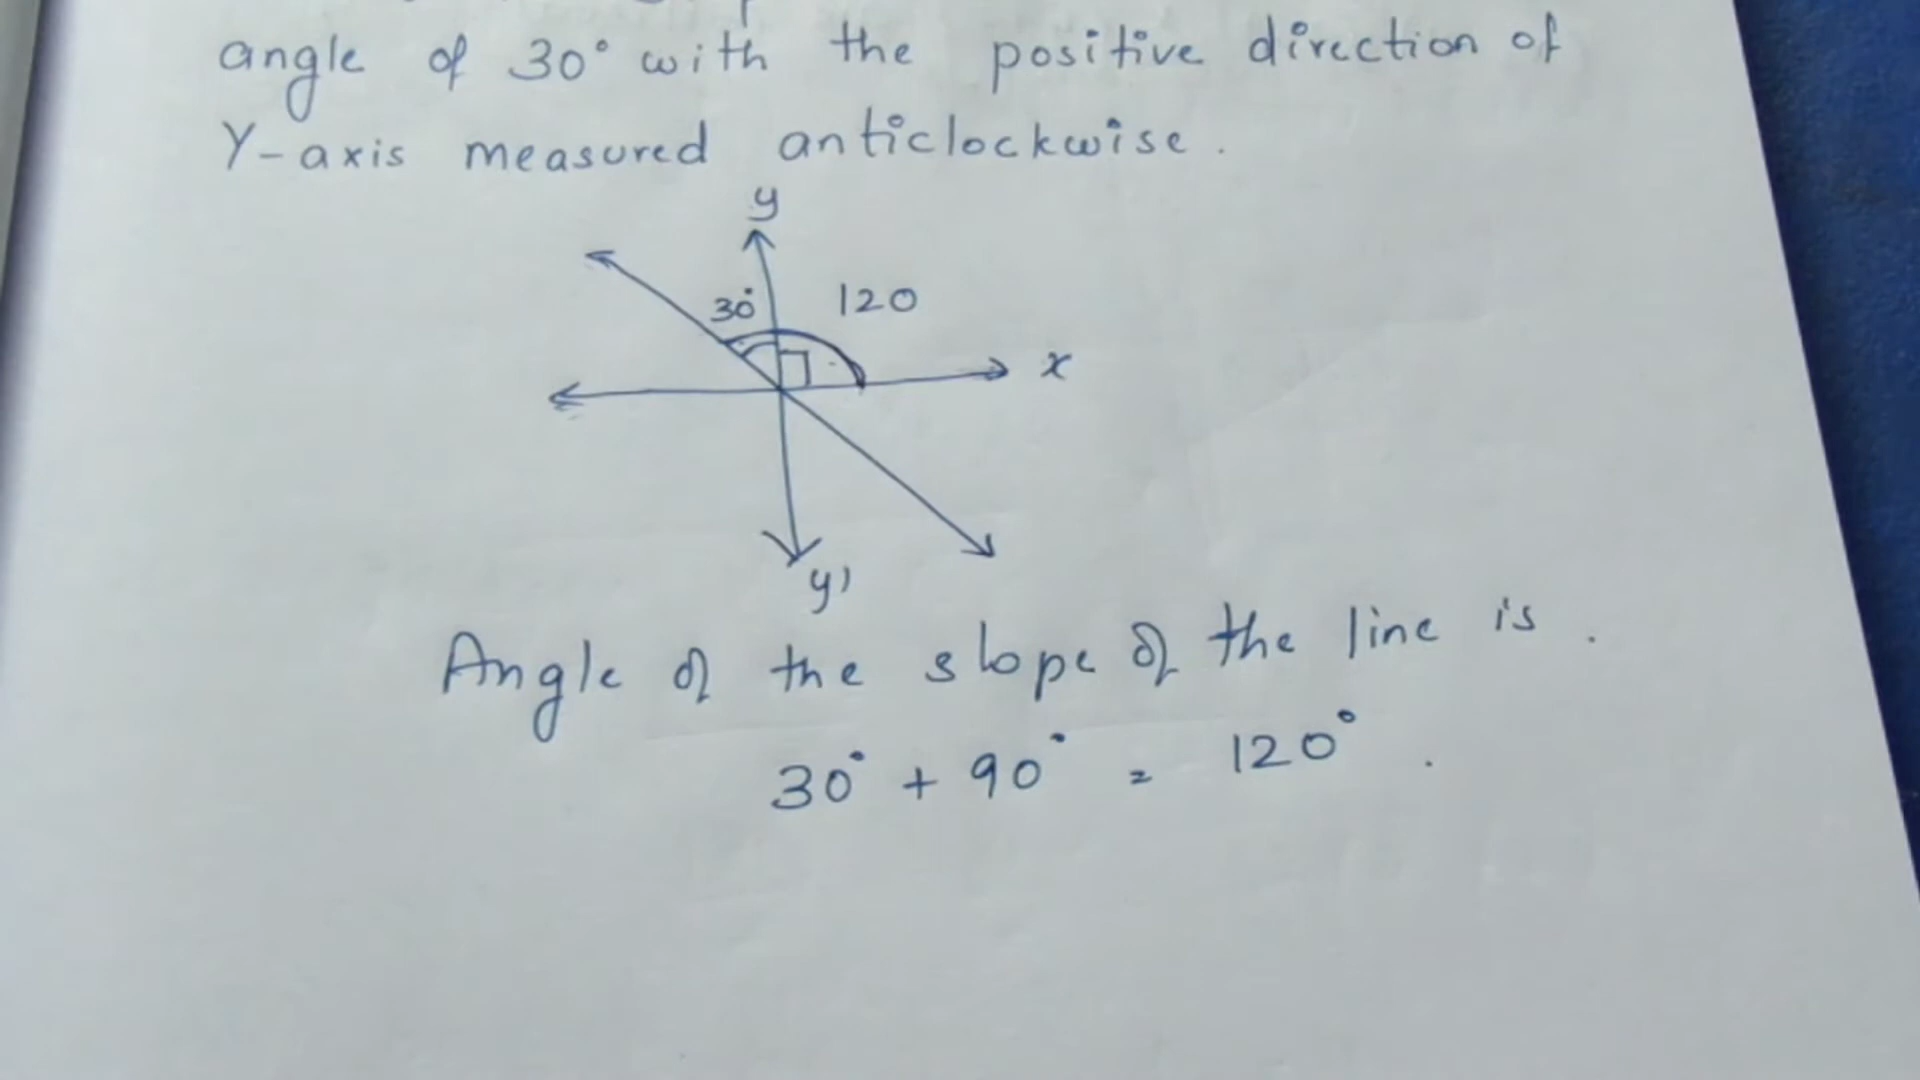 angle of 30° with the positive direction of
Y-axis measured anticlockwise.
y
30° 120
x
y'
Angle of the slope of the line is.
30° + 90° = 120°.